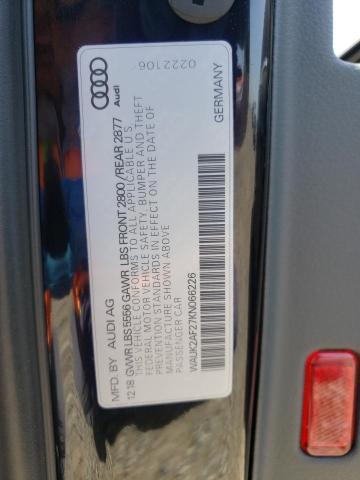 MFD. BY AUDI AG
12.18 GVWR LBS 5556 GAWR LBS FRONT 2800/REAR 2877
THIS VEHICLE CONFORMS TO ALL APPLICABLE U.S.
FEDERAL MOTOR VEHICLE SAFETY, BUMPER AND THEFT
PREVENTION STANDARDS IN EFFECT ON THE DATE OF
MANUFACTURE SHOWN ABOVE
PASSENGER CAR
WAUK2AF27KN066226
GERMANY
Audi
0222106